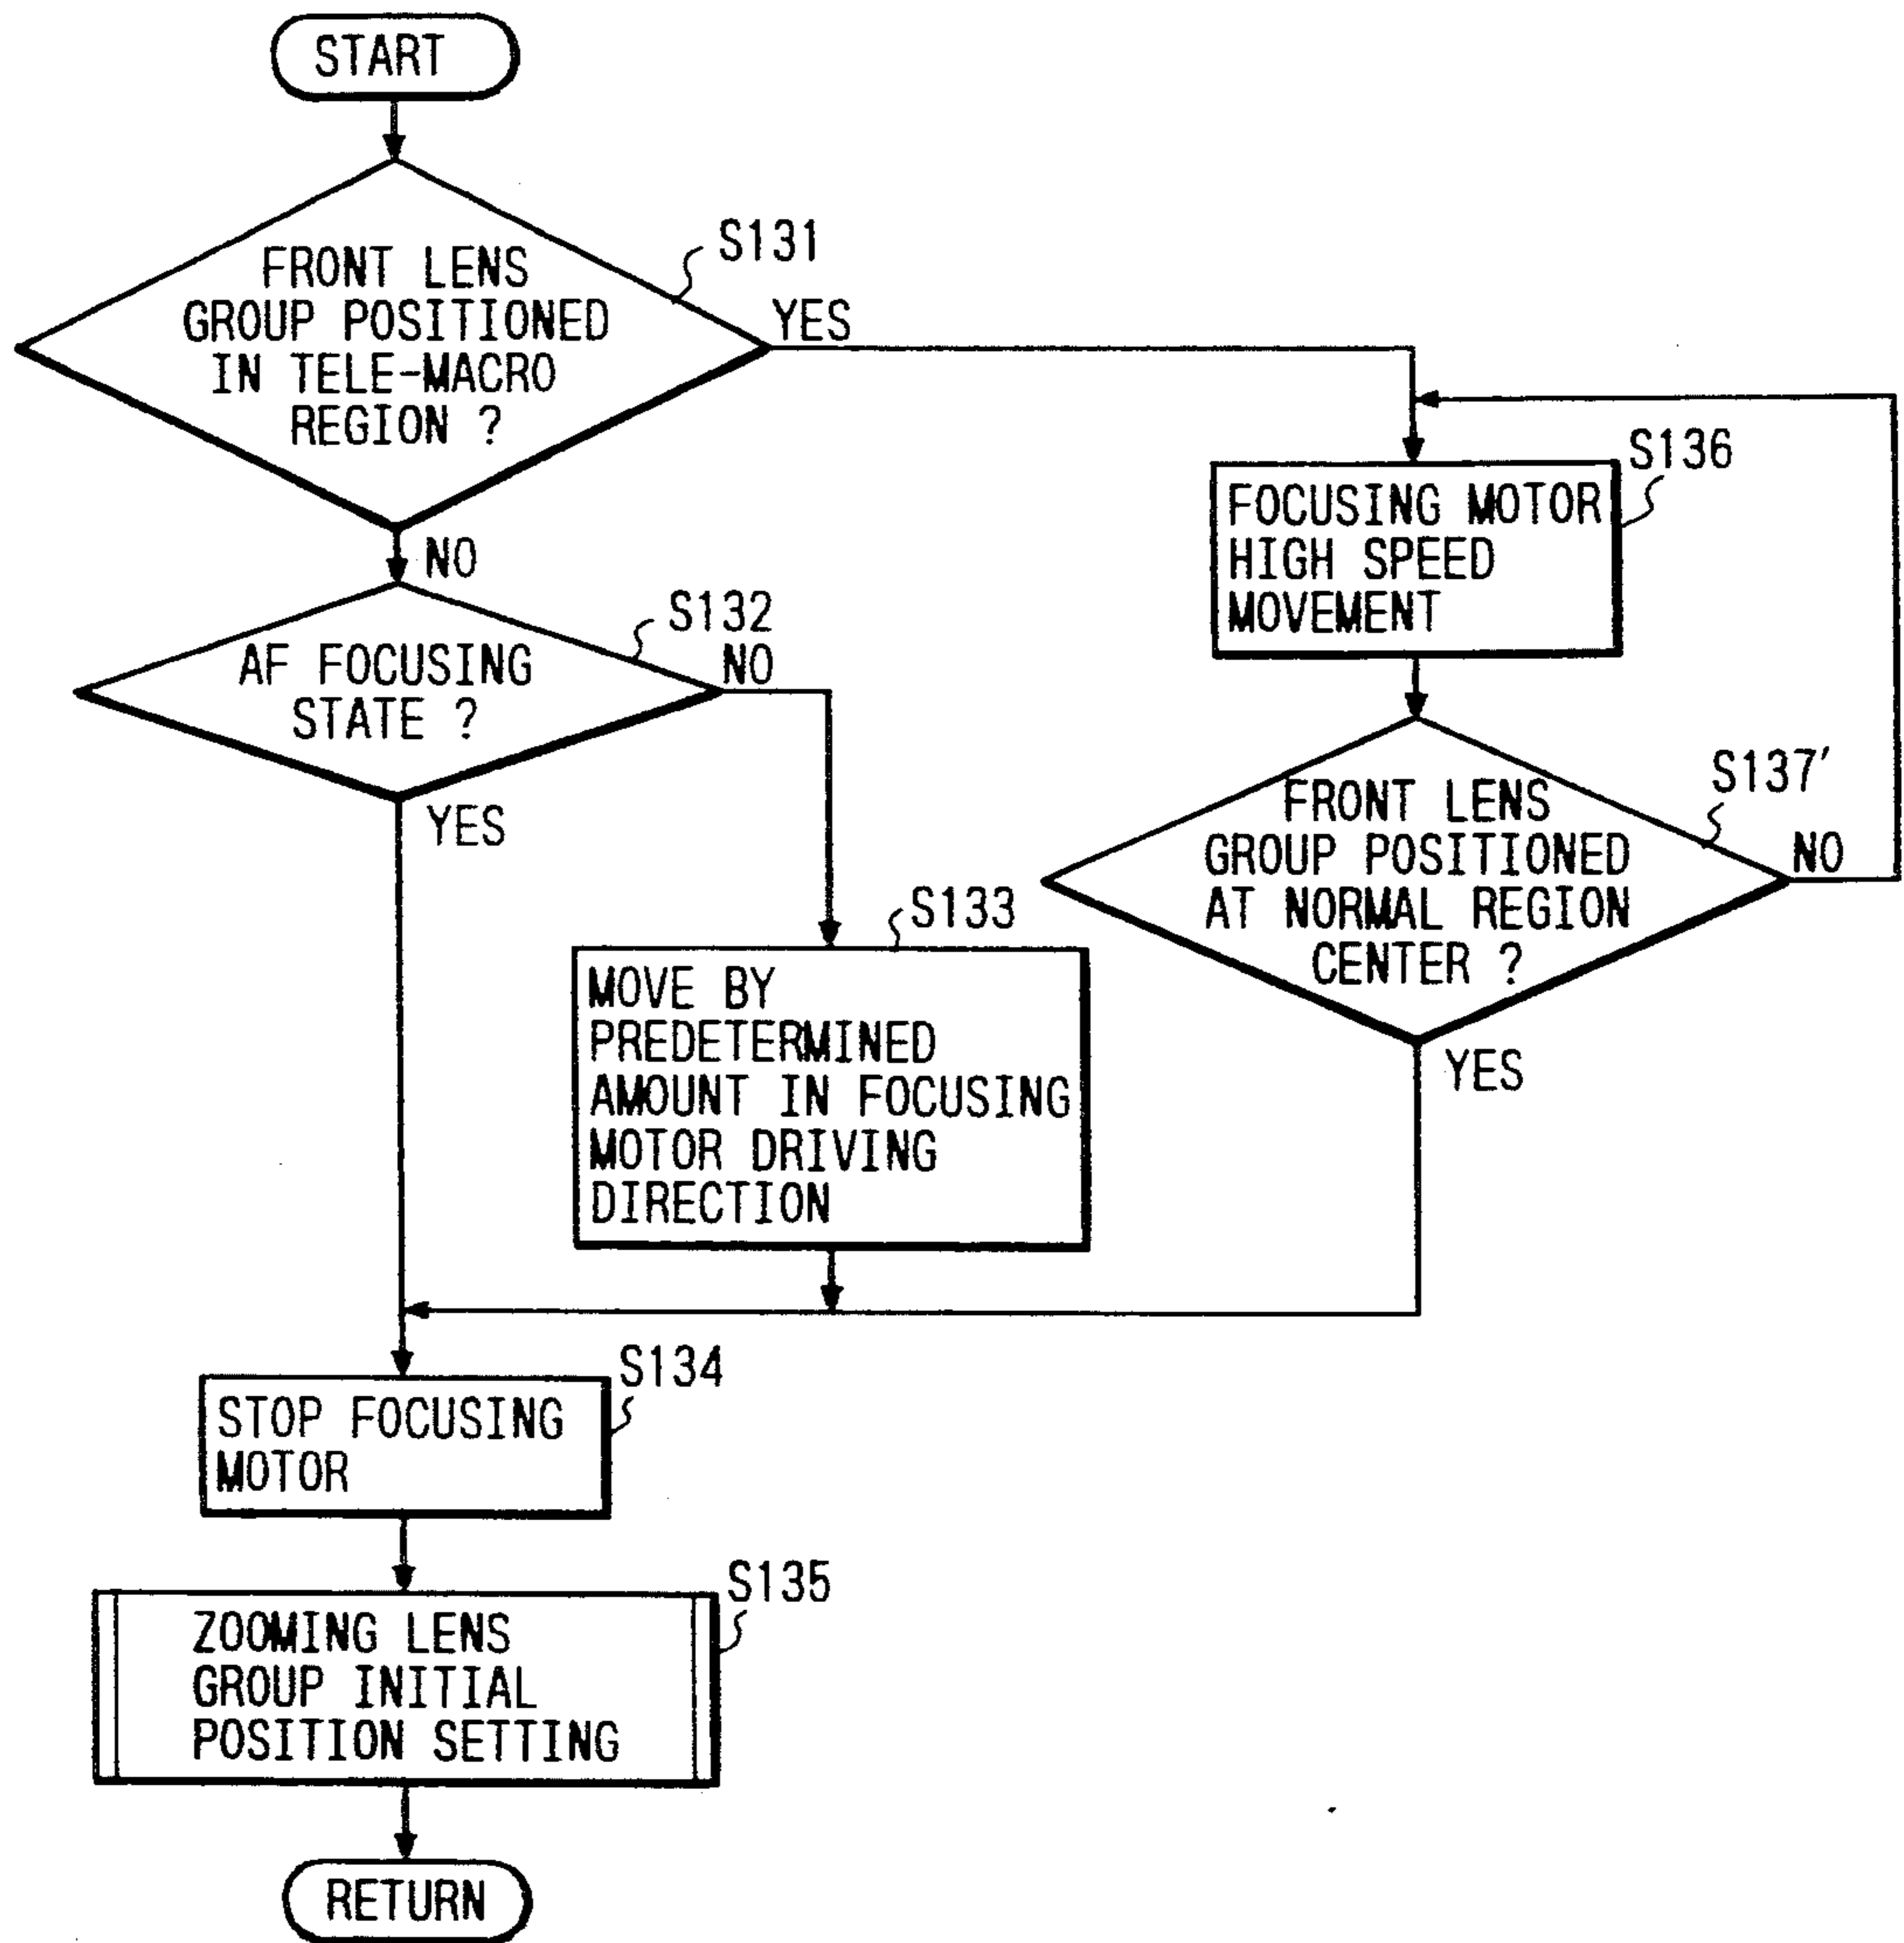 START
S131
FRONT LENS
GROUP POSITIONED
IN TELE-MACRO
REGION ?
YES
NO
S132
AF FOCUSING
STATE ?
NO
YES
S133
MOVE BY
PREDETERMINED
AMOUNT IN FOCUSING
MOTOR DRIVING
DIRECTION
S136
FOCUSING MOTOR
HIGH SPEED
MOVEMENT
S137'
FRONT LENS
GROUP POSITIONED
AT NORMAL REGION
CENTER ?
NO
YES
S134
STOP FOCUSING
MOTOR
S135
ZOOMING LENS
GROUP INITIAL
POSITION SETTING
RETURN